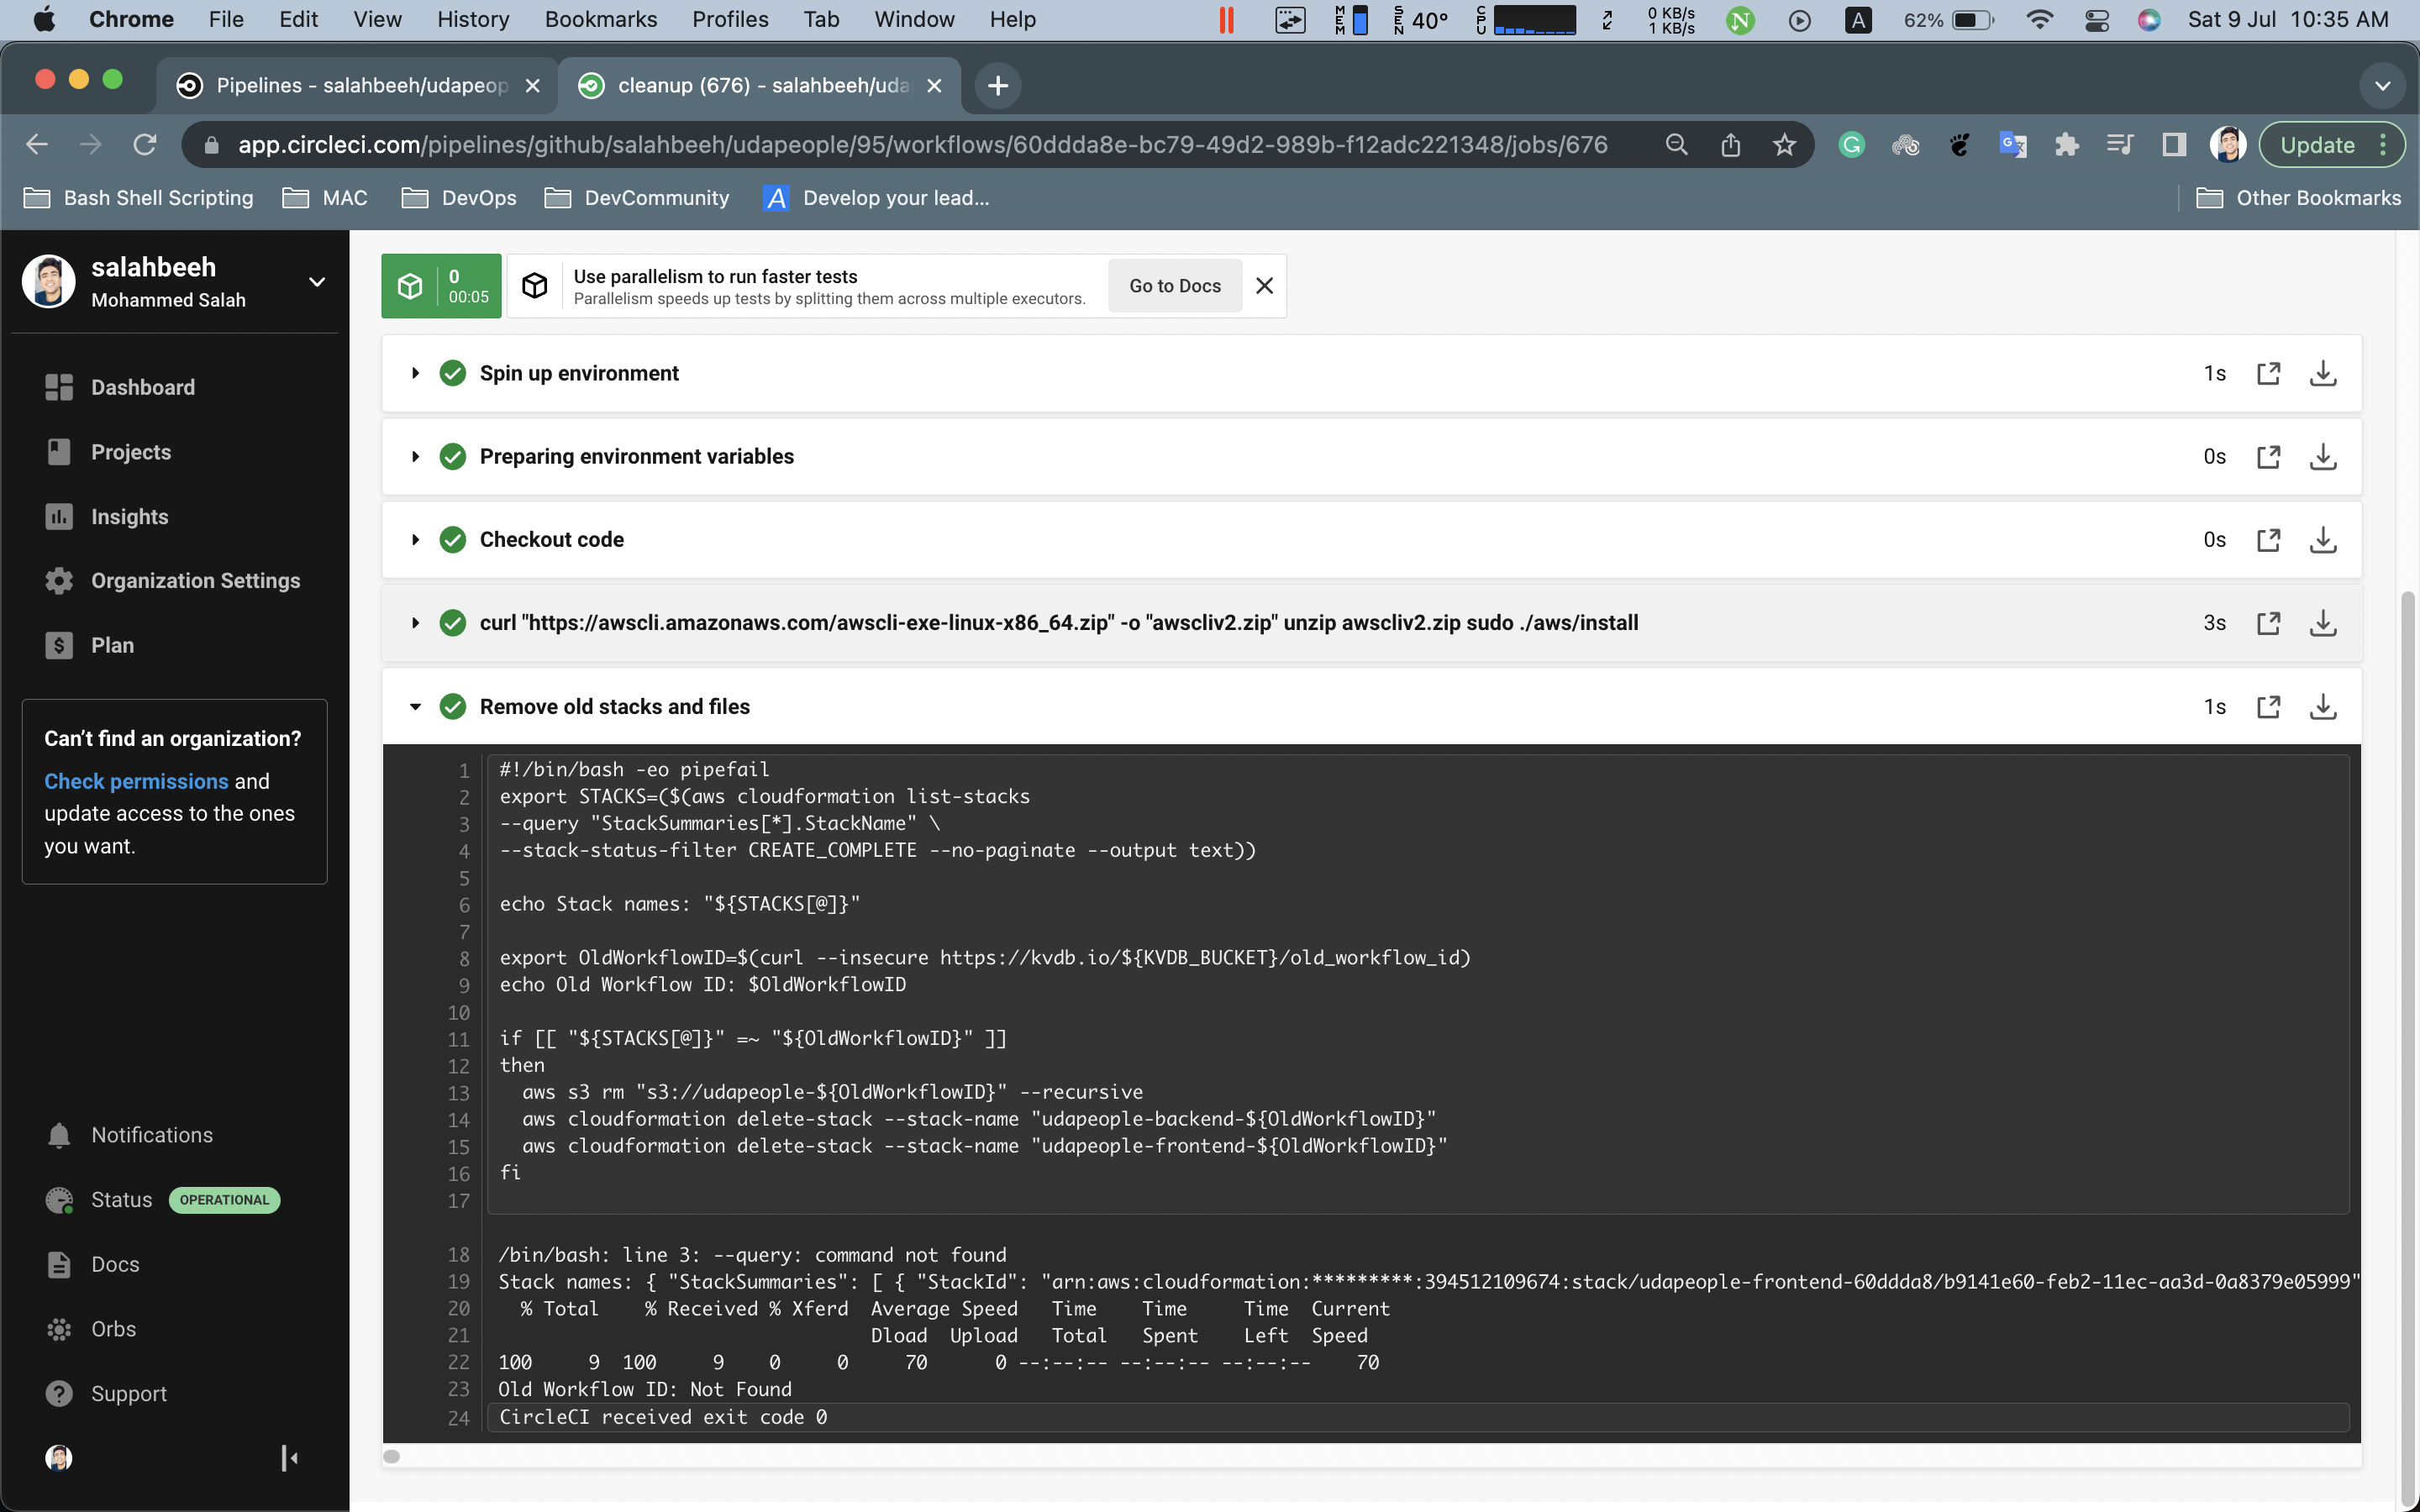 Chrome File Edit View History Bookmarks Profiles Tab Window Help
MEM SEN 40° CPU 0 KB/s 1 KB/s N A 62% Sat 9 Jul 10:35 AM
Pipelines - salahbeeh/udapeop
cleanup (676) - salahbeeh/uda
app.circleci.com/pipelines/github/salahbeeh/udapeople/95/workflows/60ddda8e-bc79-49d2-989b-f12adc221348/jobs/676
Update
Bash Shell Scripting MAC DevOps DevCommunity Develop your lead... Other Bookmarks
salahbeeh
Mohammed Salah
Dashboard
Projects
Insights
Organization Settings
Plan
Can't find an organization?
Check permissions and
update access to the ones
you want.
Notifications
Status OPERATIONAL
Docs
Orbs
Support
0
00:05
Use parallelism to run faster tests
Parallelism speeds up tests by splitting them across multiple executors.
Go to Docs
Spin up environment 1s
Preparing environment variables 0s
Checkout code 0s
curl "https://awscli.amazonaws.com/awscli-exe-linux-x86_64.zip" -o "awscliv2.zip" unzip awscliv2.zip sudo ./aws/install 3s
Remove old stacks and files 1s
1 #!/bin/bash -eo pipefail
2 export STACKS=($(aws cloudformation list-stacks
3 --query "StackSummaries[*].StackName" \
4 --stack-status-filter CREATE_COMPLETE --no-paginate --output text))
5
6 echo Stack names: "${STACKS[@]}"
7
8 export OldWorkflowID=$(curl --insecure https://kvdb.io/${KVDB_BUCKET}/old_workflow_id)
9 echo Old Workflow ID: $OldWorkflowID
10
11 if [[ "${STACKS[@]}" =~ "${OldWorkflowID}" ]]
12 then
13 aws s3 rm "s3://udapeople-${OldWorkflowID}" --recursive
14 aws cloudformation delete-stack --stack-name "udapeople-backend-${OldWorkflowID}"
15 aws cloudformation delete-stack --stack-name "udapeople-frontend-${OldWorkflowID}"
16 fi
17
18 /bin/bash: line 3: --query: command not found
19 Stack names: { "StackSummaries": [ { "StackId": "arn:aws:cloudformation:*********:394512109674:stack/udapeople-frontend-60ddda8/b9141e60-feb2-11ec-aa3d-0a8379e05999"
20 % Total % Received % Xferd Average Speed Time Time Time Current
21 Dload Upload Total Spent Left Speed
22 100 9 100 9 0 0 70 0 --:--:-- --:--:-- --:--:-- 70
23 Old Workflow ID: Not Found
24 CircleCI received exit code 0